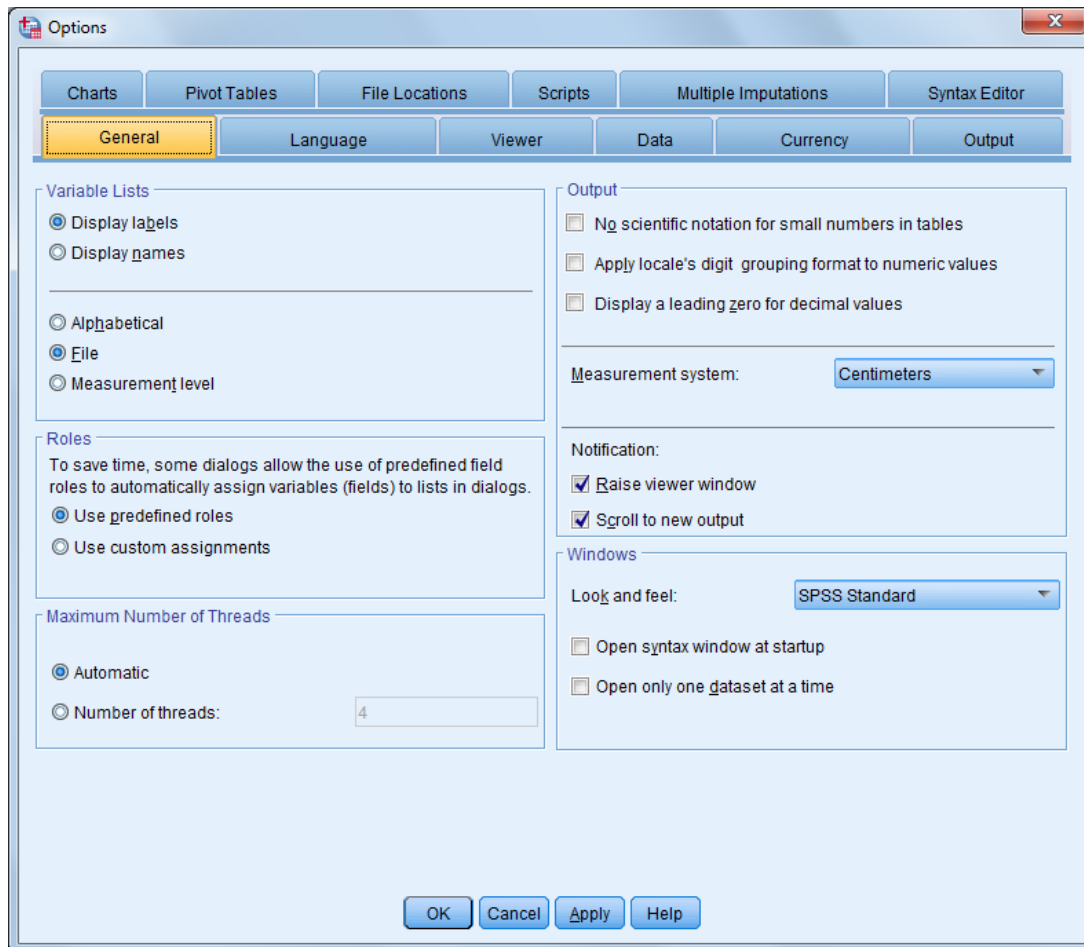 Options
Charts
Pivot Tables
File Locations
Scripts
Multiple Imputations
Syntax Editor
General
Language
Viewer
Data
Currency
Output
Variable Lists
Display labels
Display names
Alphabetical
File
Measurement level
Roles
To save time, some dialogs allow the use of predefined field
roles to automatically assign variables (fields) to lists in dialogs.
Use predefined roles
Use custom assignments
Maximum Number of Threads
Automatic
Number of threads:
4
Output
No scientific notation for small numbers in tables
Apply locale's digit grouping format to numeric values
Display a leading zero for decimal values
Measurement system:
Centimeters
Notification:
Raise viewer window
Scroll to new output
Windows
Look and feel:
SPSS Standard
Open syntax window at startup
Open only one dataset at a time
OK
Cancel
Apply
Help